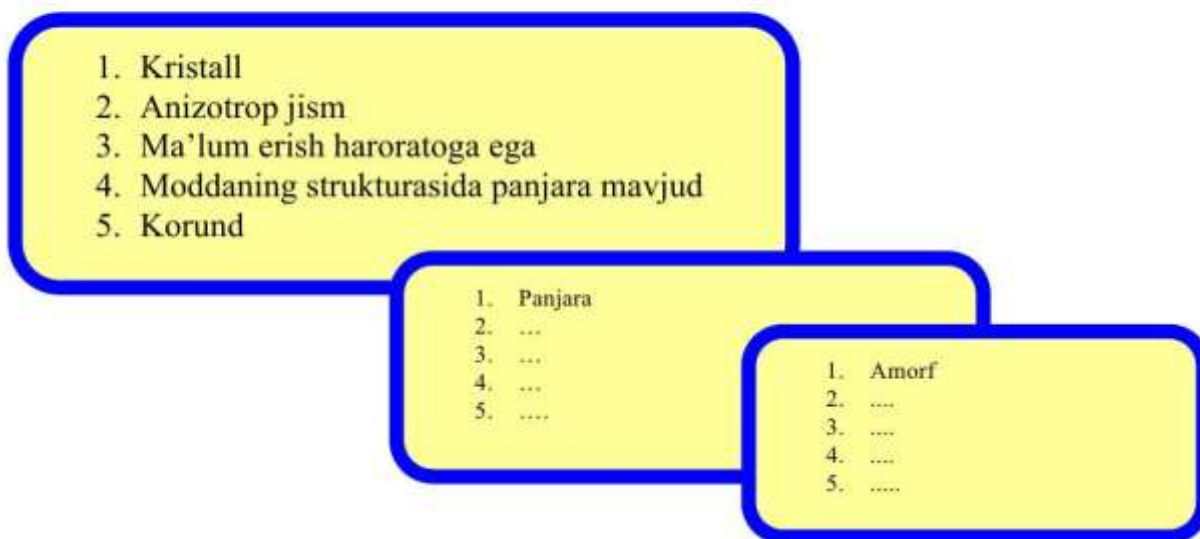 1. Kristall
2. Anizotrop jism
3. Ma’lum erish haroratoga ega
4. Moddaning strukturasida panjara mavjud
5. Korund
1. Panjara
2. …
3. …
4. …
5. ….
1. Amorf
2. ....
3. ....
4. ....
5. .....